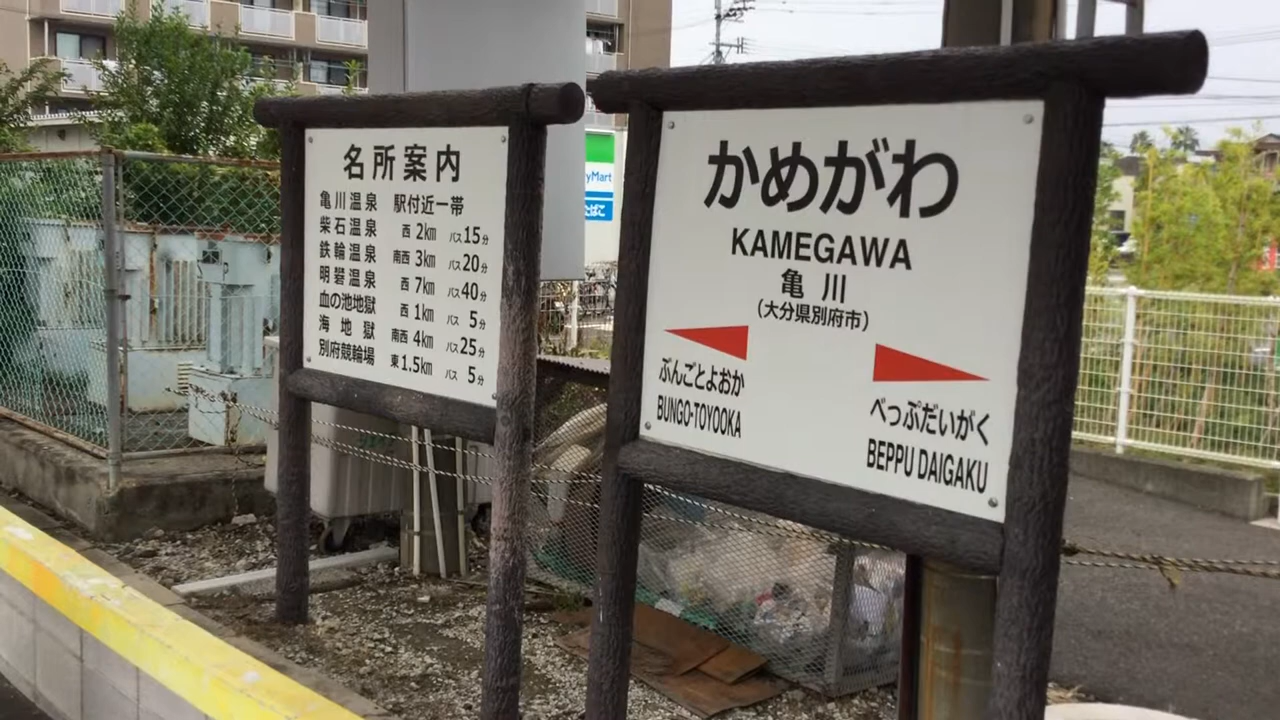 名所案内
亀川温泉 駅付近一帯
柴石温泉 西 2km バス 15分
鉄輪温泉 南西 3km バス 20分
明礬温泉 西 7km バス 40分
血の池地獄 西 1km バス 5分
海地獄 南西 4km バス 25分
別府競輪場 東 1.5km バス 5分
yMart
たばこ
かめがわ
KAMEGAWA
亀川
(大分県別府市)
ぶんごとよおか
BUNGO-TOYOOKA
べっぷだいがく
BEPPU DAIGAKU